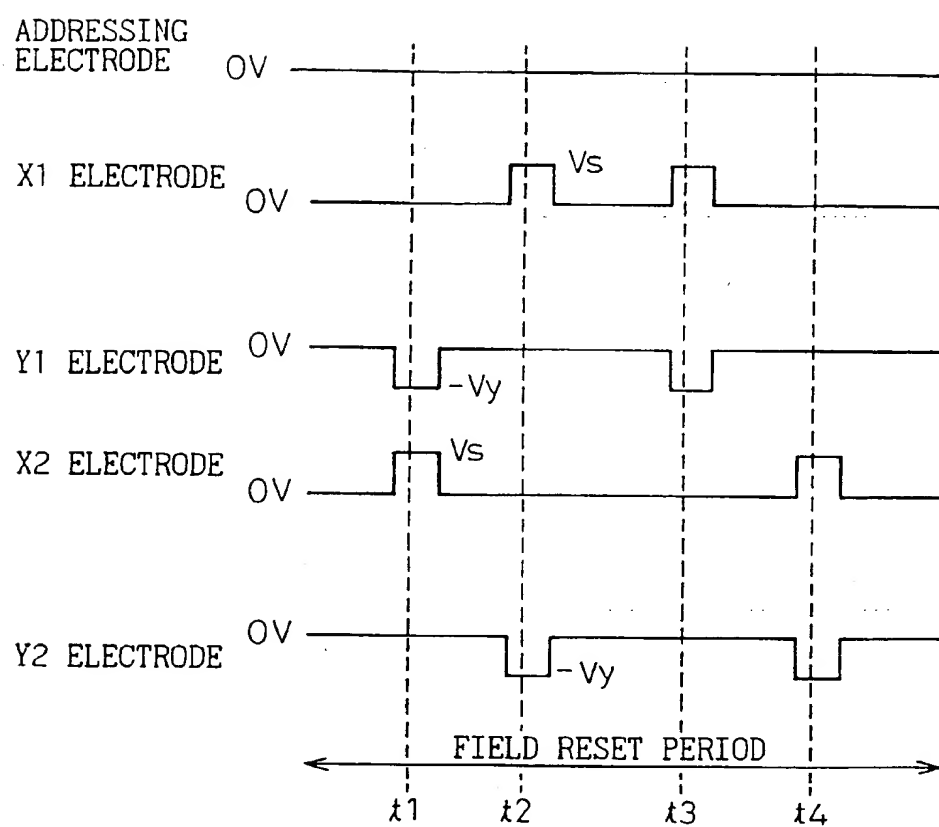 ADDRESSING
ELECTRODE 0V
X1 ELECTRODE 0V Vs
Y1 ELECTRODE 0V -Vy
X2 ELECTRODE 0V Vs
Y2 ELECTRODE 0V -Vy
FIELD RESET PERIOD
t1 t2 t3 t4